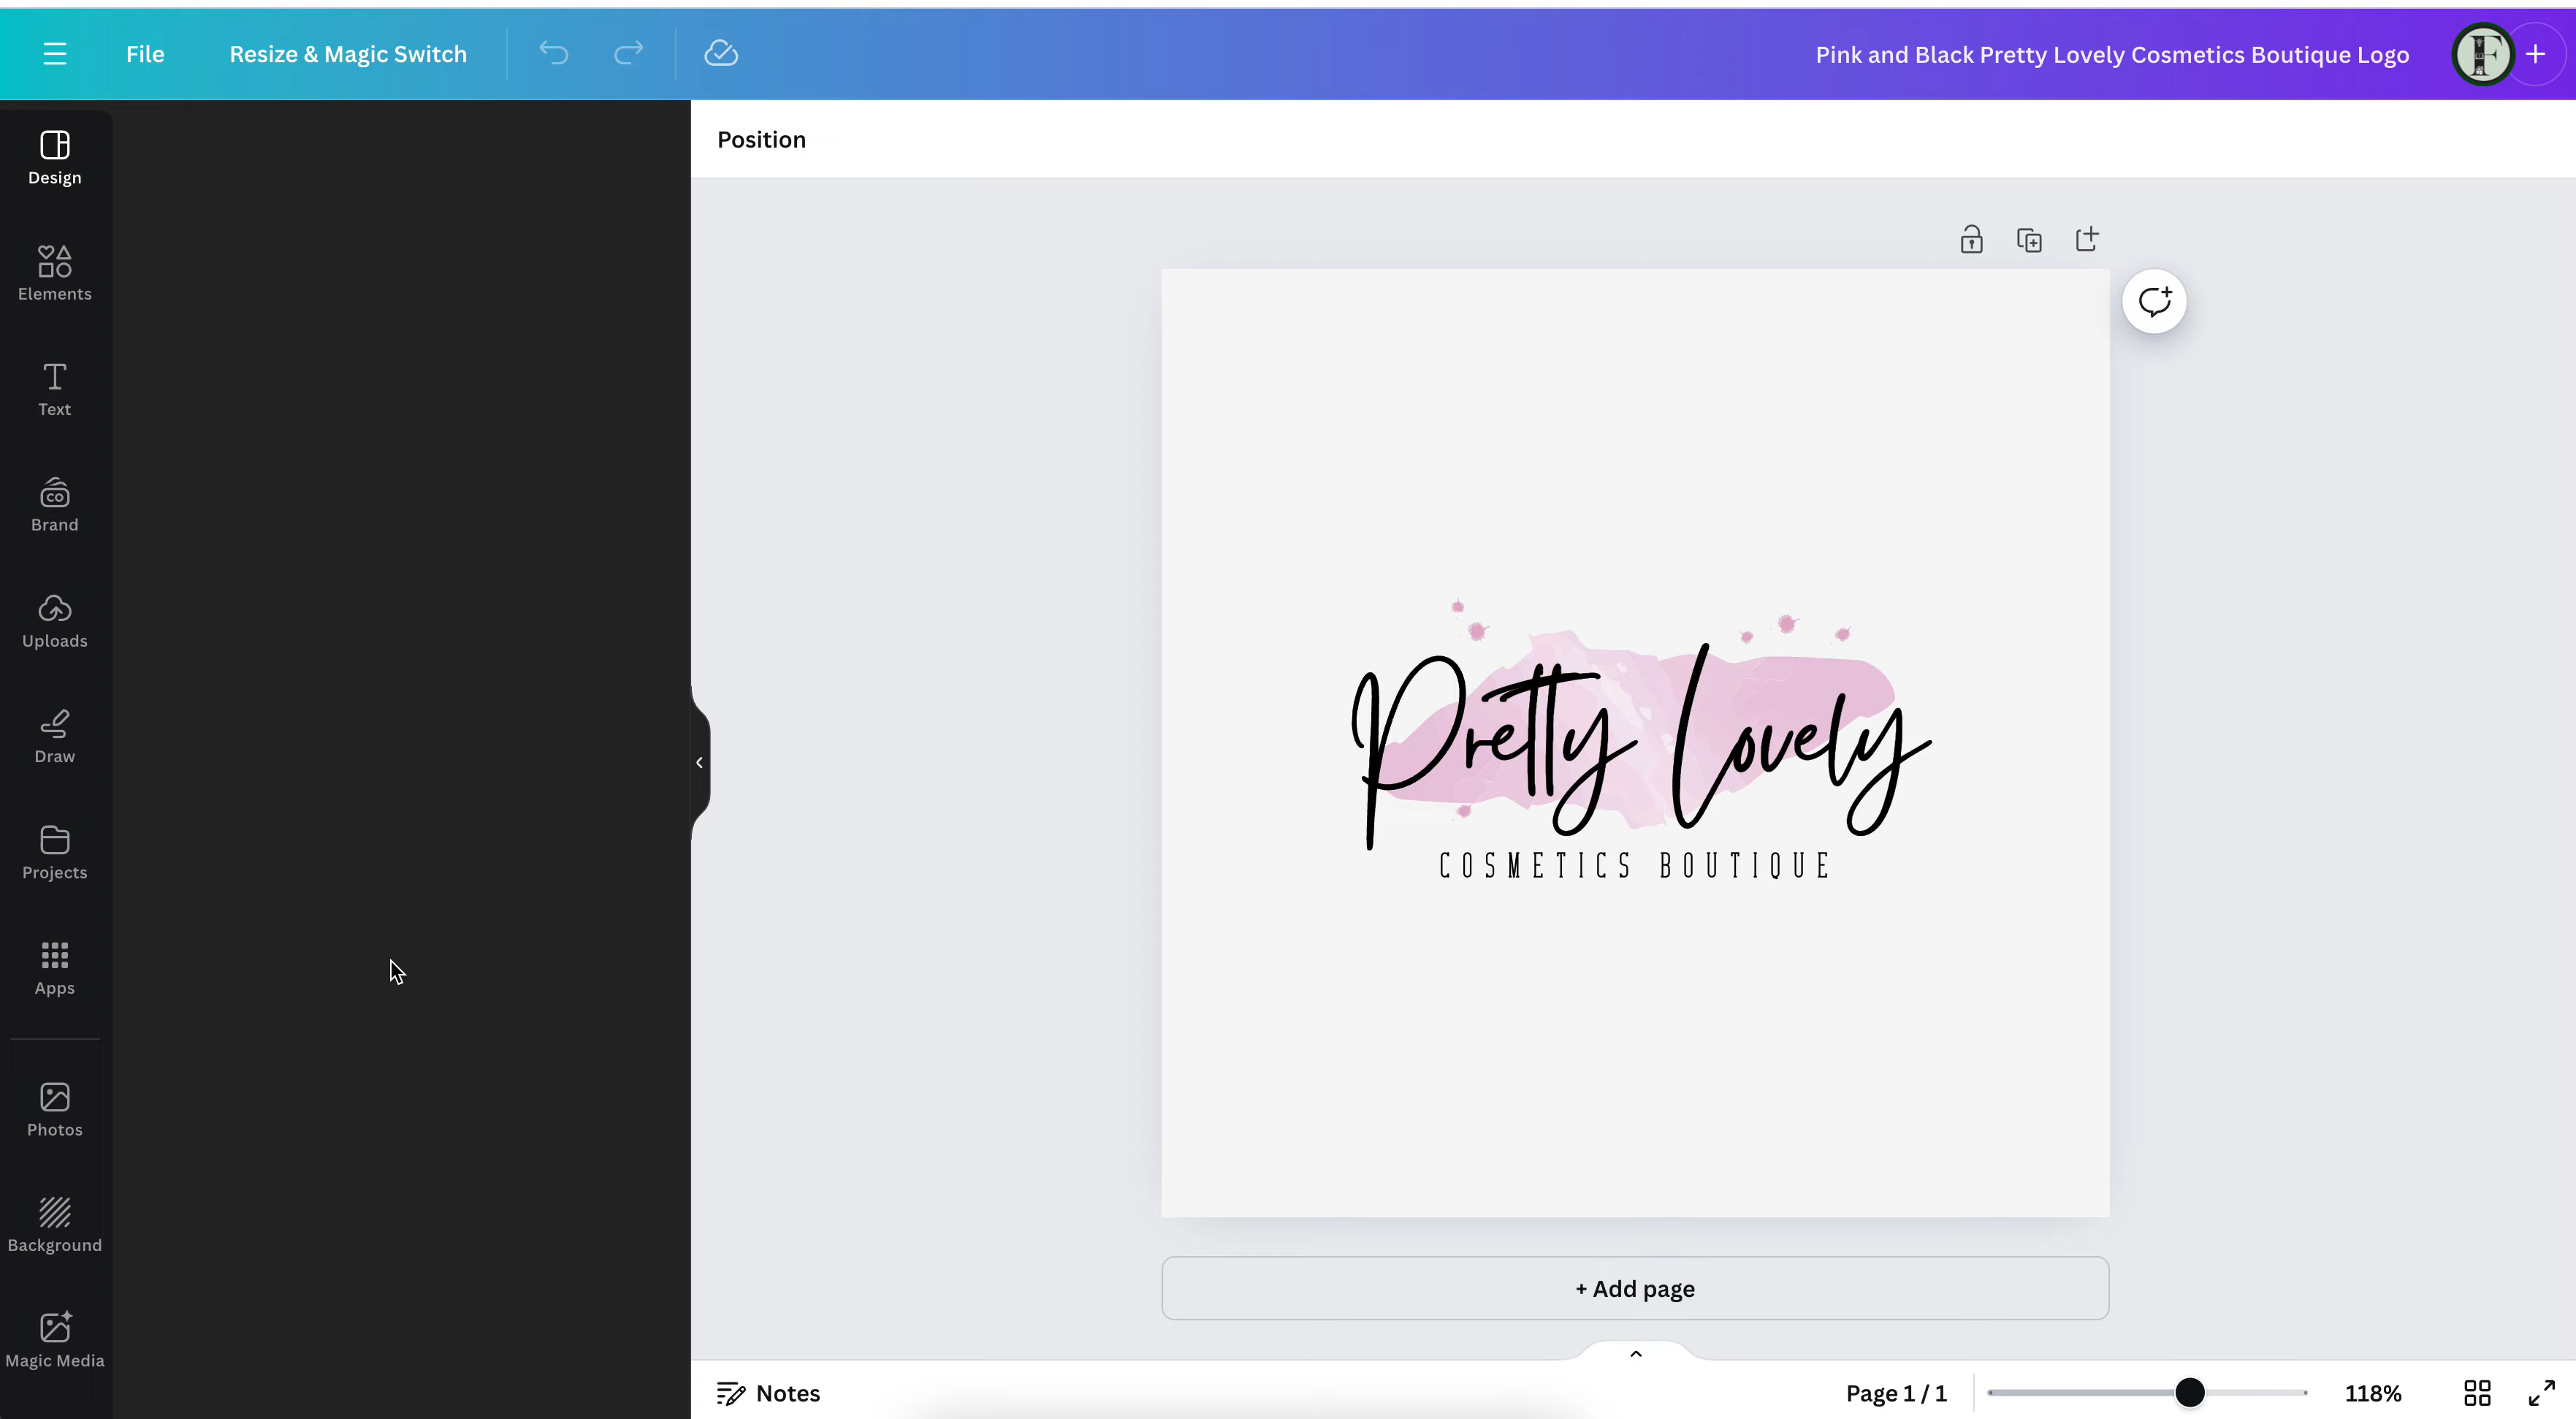 File
Resize & Magic Switch
Pink and Black Pretty Lovely Cosmetics Boutique Logo
F
+
Design
Elements
Text
CO
Brand
Uploads
Draw
Projects
Apps
Photos
Background
Magic Media
Position
Pretty Lovely
COSMETICS BOUTIQUE
+ Add page
Notes
Page 1 / 1
118%